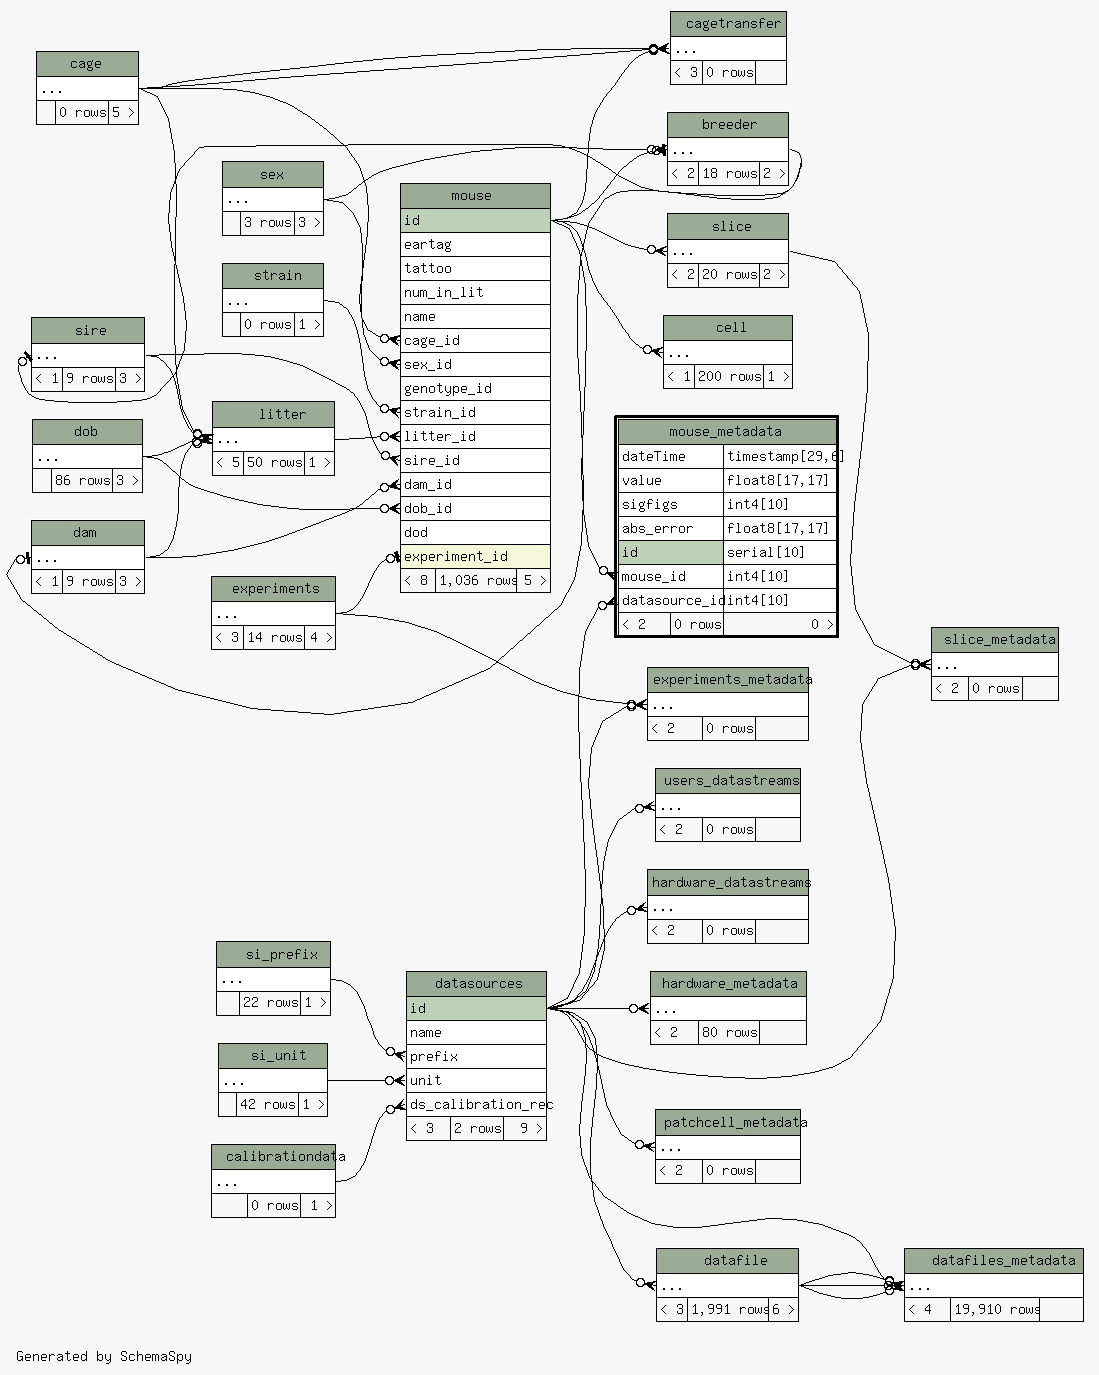 cagetransfer
...
< 3 0 rows
cage
...
0 rows 5 >
breeder
...
< 2 18 rows 2 >
sex
...
3 rows 3 >
mouse
id
eartag
tattoo
num_in_lit
name
cage_id
sex_id
genotype_id
strain_id
litter_id
sire_id
dam_id
dob_id
dod
experiment_id
< 8 1,036 rows 5 >
slice
...
< 2 20 rows 2 >
strain
...
0 rows 1 >
cell
...
< 1 200 rows 1 >
sire
...
< 1 9 rows 3 >
litter
...
< 5 50 rows 1 >
dob
...
86 rows 3 >
mouse_metadata
dateTime timestamp[29,6]
value float8[17,17]
sigfigs int4[10]
abs_error float8[17,17]
id serial[10]
mouse_id int4[10]
datasource_id int4[10]
< 2 0 rows 0 >
dam
...
< 1 9 rows 3 >
experiments
...
< 3 14 rows 4 >
slice_metadata
...
< 2 0 rows
experiments_metadata
...
< 2 0 rows
users_datastreams
...
< 2 0 rows
hardware_datastreams
...
< 2 0 rows
si_prefix
...
22 rows 1 >
datasources
id
name
prefix
unit
ds_calibration_rec
< 3 2 rows 9 >
hardware_metadata
...
< 2 80 rows
si_unit
...
42 rows 1 >
patchcell_metadata
...
< 2 0 rows
calibrationdata
...
0 rows 1 >
datafile
...
< 3 1,991 rows 6 >
datafiles_metadata
...
< 4 19,910 rows
Generated by SchemaSpy